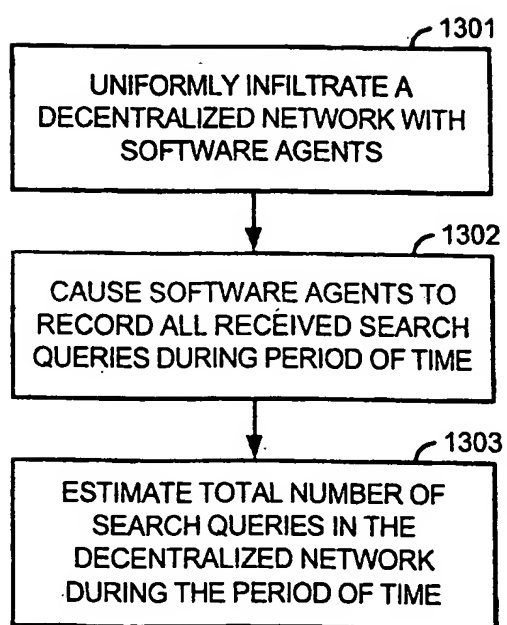 1301
UNIFORMLY INFILTRATE A
DECENTRALIZED NETWORK WITH
SOFTWARE AGENTS
1302
CAUSE SOFTWARE AGENTS TO
RECORD ALL RECEIVED SEARCH
QUERIES DURING PERIOD OF TIME
1303
ESTIMATE TOTAL NUMBER OF
SEARCH QUERIES IN THE
DECENTRALIZED NETWORK
DURING THE PERIOD OF TIME